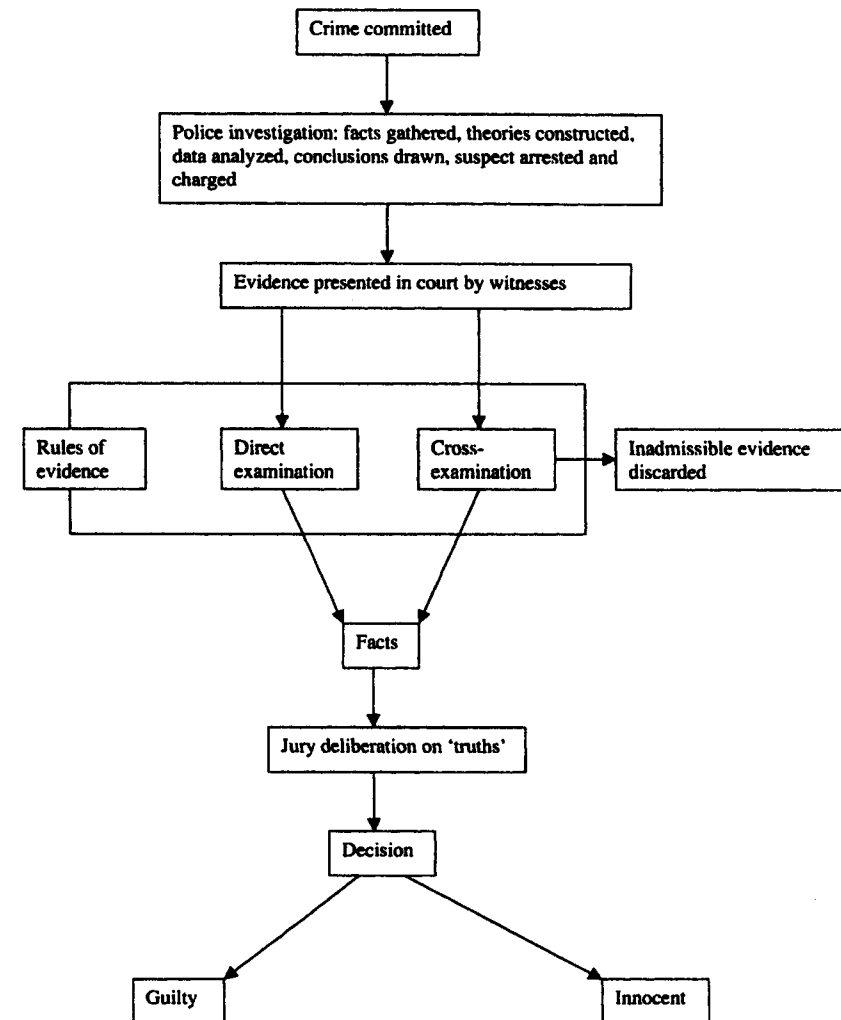 Crime committed
Police investigation: facts gathered, theories constructed,
data analyzed, conclusions drawn, suspect arrested and
charged
Evidence presented in court by witnesses
Rules of
evidence
Direct
examination
Cross-
examination
Inadmissible evidence
discarded
Facts
Jury deliberation on ‘truths’
Decision
Guilty
Innocent